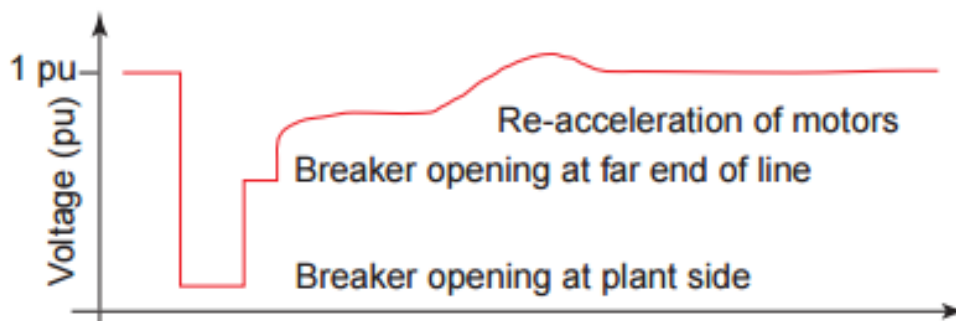 1 pu
Voltage (pu)
Re-acceleration of motors
Breaker opening at far end of line
Breaker opening at plant side